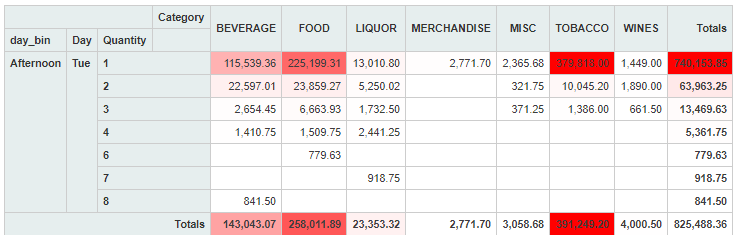 Category BEVERAGE FOOD LIQUOR MERCHANDISE MISC TOBACCO WINES Totals
day_bin Day Quantity
Afternoon Tue 1 115,539.36 225,199.31 13,010.80 2,771.70 2,365.68 379,818.00 1,449.00 740,153.85
2 22,597.01 23,859.27 5,250.02 321.75 10,045.20 1,890.00 63,963.25
3 2,654.45 6,663.93 1,732.50 371.25 1,386.00 661.50 13,469.63
4 1,410.75 1,509.75 2,441.25 5,361.75
6 779.63 779.63
7 918.75 918.75
8 841.50 841.50
Totals 143,043.07 258,011.89 23,353.32 2,771.70 3,058.68 391,249.20 4,000.50 825,488.36